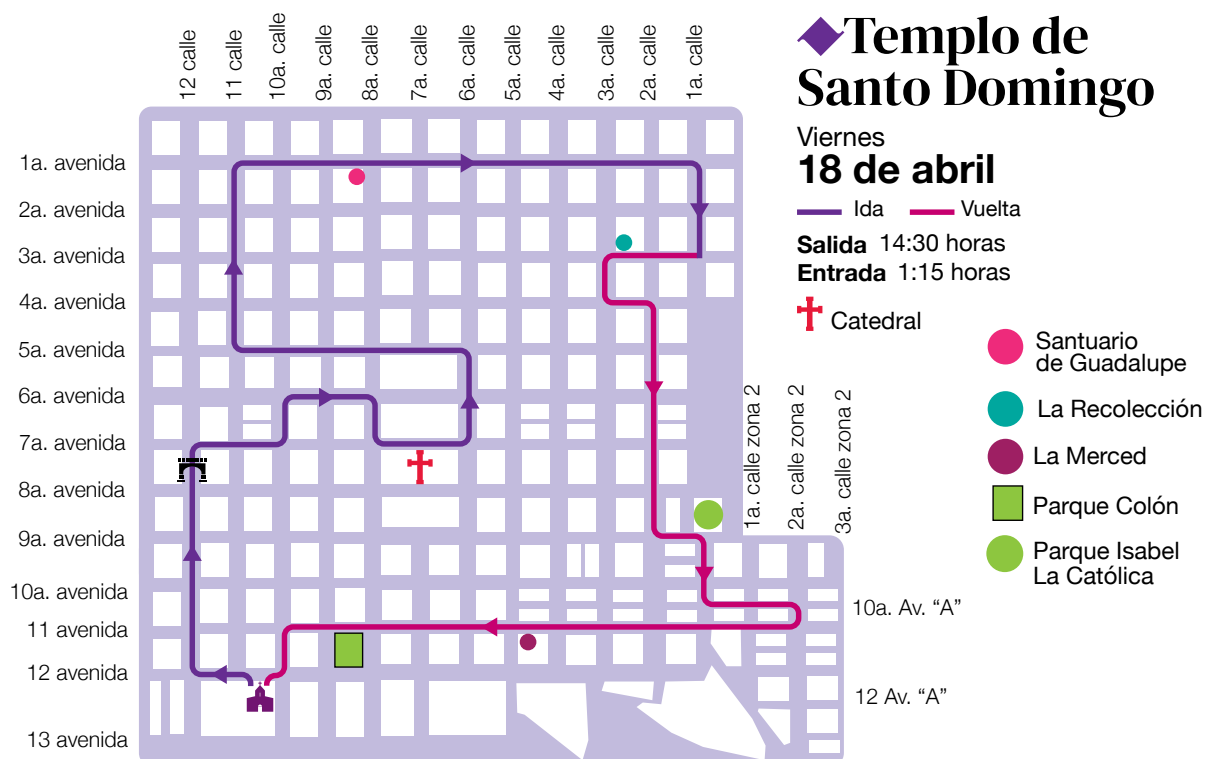 12 calle
11 calle
10a. calle
9a. calle
8a. calle
7a. calle
6a. calle
5a. calle
4a. calle
3a. calle
2a. calle
1a. calle
1a. avenida
2a. avenida
3a. avenida
4a. avenida
5a. avenida
6a. avenida
7a. avenida
8a. avenida
9a. avenida
10a. avenida
11 avenida
12 avenida
13 avenida
Templo de
Santo Domingo
Viernes
18 de abril
Ida
Vuelta
Salida 14:30 horas
Entrada 1:15 horas
Catedral
Santuario
de Guadalupe
La Recolección
La Merced
Parque Colón
Parque Isabel
La Católica
1a. calle zona 2
2a. calle zona 2
3a. calle zona 2
10a. Av. “A”
12 Av. “A”